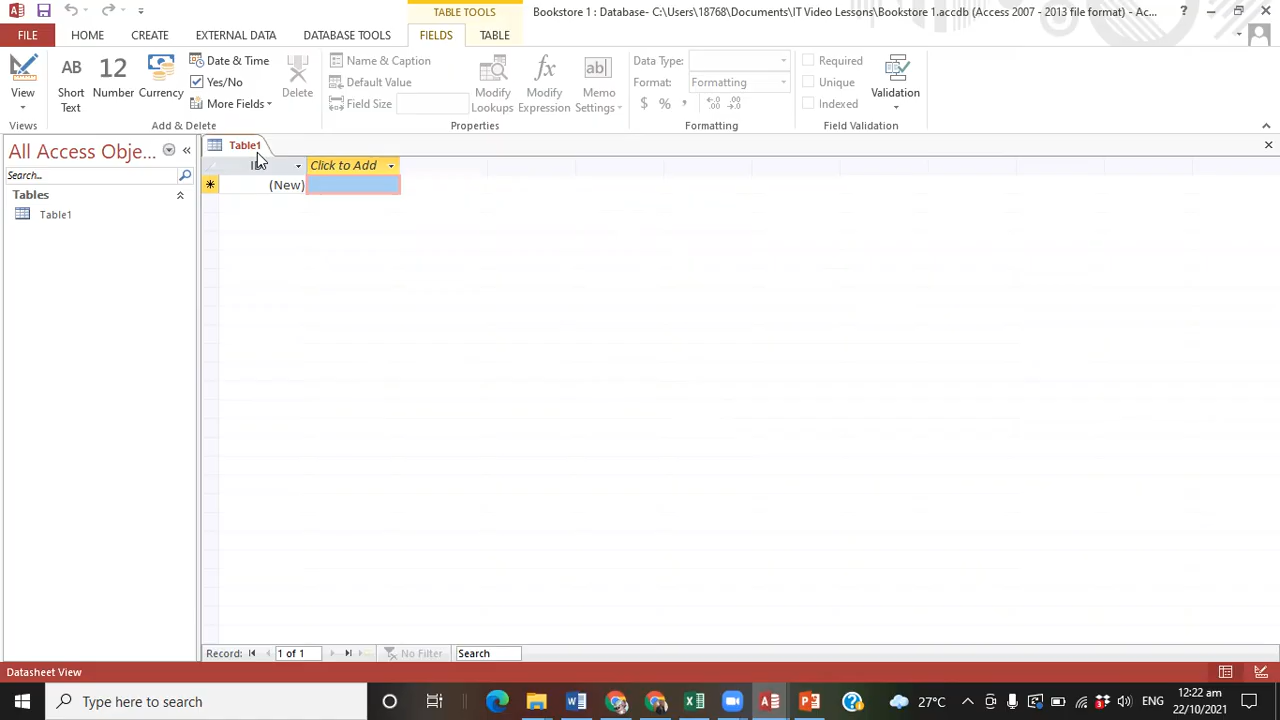 TABLE TOOLS
Bookstore 1 : Database- C:\Users\18768\Documents\IT Video Lessons\Bookstore 1.accdb (Access 2007 - 2013 file format) - Ac...
FILE HOME CREATE EXTERNAL DATA DATABASE TOOLS FIELDS TABLE
View
Views
AB
Short Text
12
Number
Currency
Date & Time
Yes/No
More Fields
Delete
Add & Delete
Name & Caption
Default Value
Field Size
Modify Lookups
fx
Modify Expression
ab
Memo Settings
Properties
Data Type:
Format: Formatting
$ % ,
.00
Formatting
Required
Unique
Indexed
Validation
Field Validation
All Access Obje...
Search...
Tables
Table1
Table1
Click to Add
(New)
Record: 1 of 1 No Filter Search
Datasheet View
Type here to search
27°C
ENG
12:22 am
22/10/2021